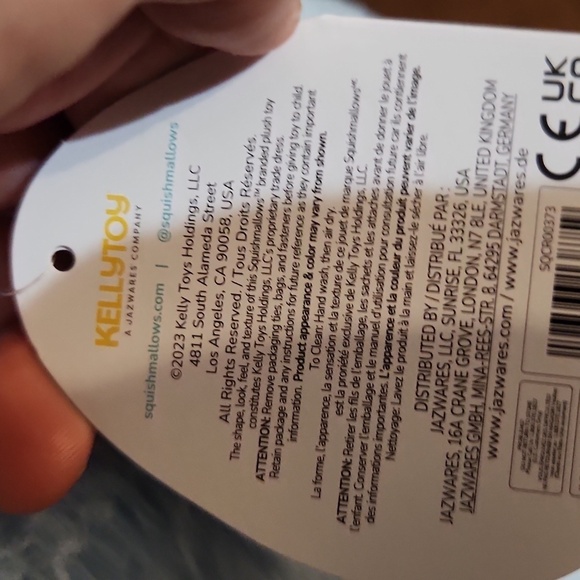 KELLYTOY
A JAZWARES COMPANY
squishmallows.com | @squishmallows
©2023 Kelly Toys Holdings, LLC
4811 South Alameda Street
Los Angeles, CA 90058, USA
All Rights Reserved. / Tous Droits Réservés.
The shape, look, feel, and texture of this Squishmallows™ branded plush toy
constitutes Kelly Toys Holdings, LLC's proprietary trade dress.
ATTENTION: Remove packaging ties, bags, and fasteners before giving toy to child.
Retain package and any instructions for future reference as they contain important
information. Product appearance & color may vary from shown.
To Clean: Hand wash, then air dry.
La forme, l'apparence, la sensation et la texture de ce jouet de marque Squishmallows™
est la propriété exclusive de Kelly Toys Holdings, LLC
ATTENTION: Retirer les fils de l'emballage, les sachets et les attaches avant de donner le jouet à
l'enfant. Conserver l'emballage et le manuel d'utilisation pour consultation future car ils contiennent
des informations importantes. L'apparence et la couleur du produit peuvent varier de l'image.
Nettoyage: Lavez le produit à la main et laissez-le sécher à l'air libre.
DISTRIBUTED BY / DISTRIBUÉ PAR :
JAZWARES, LLC, SUNRISE, FL 33326, USA
JAZWARES, 16A CRANE GROVE, LONDON, N7 8LE, UNITED KINGDOM
JAZWARES GMBH, MINA-REES-STR. 8, 64295 DARMSTADT, GERMANY
www.jazwares.com / www.jazwares.de
CE UK
SQCR00373